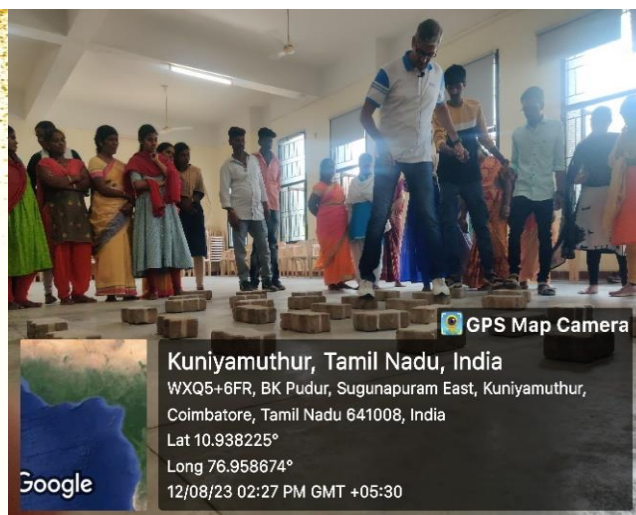 GPS Map Camera
Kuniyamuthur, Tamil Nadu, India
WXQ5+6FR, BK Pudur, Sugunapuram East, Kuniyamuthur,
Coimbatore, Tamil Nadu 641008, India
Lat 10.938225°
Long 76.958674°
12/08/23 02:27 PM GMT +05:30
Google